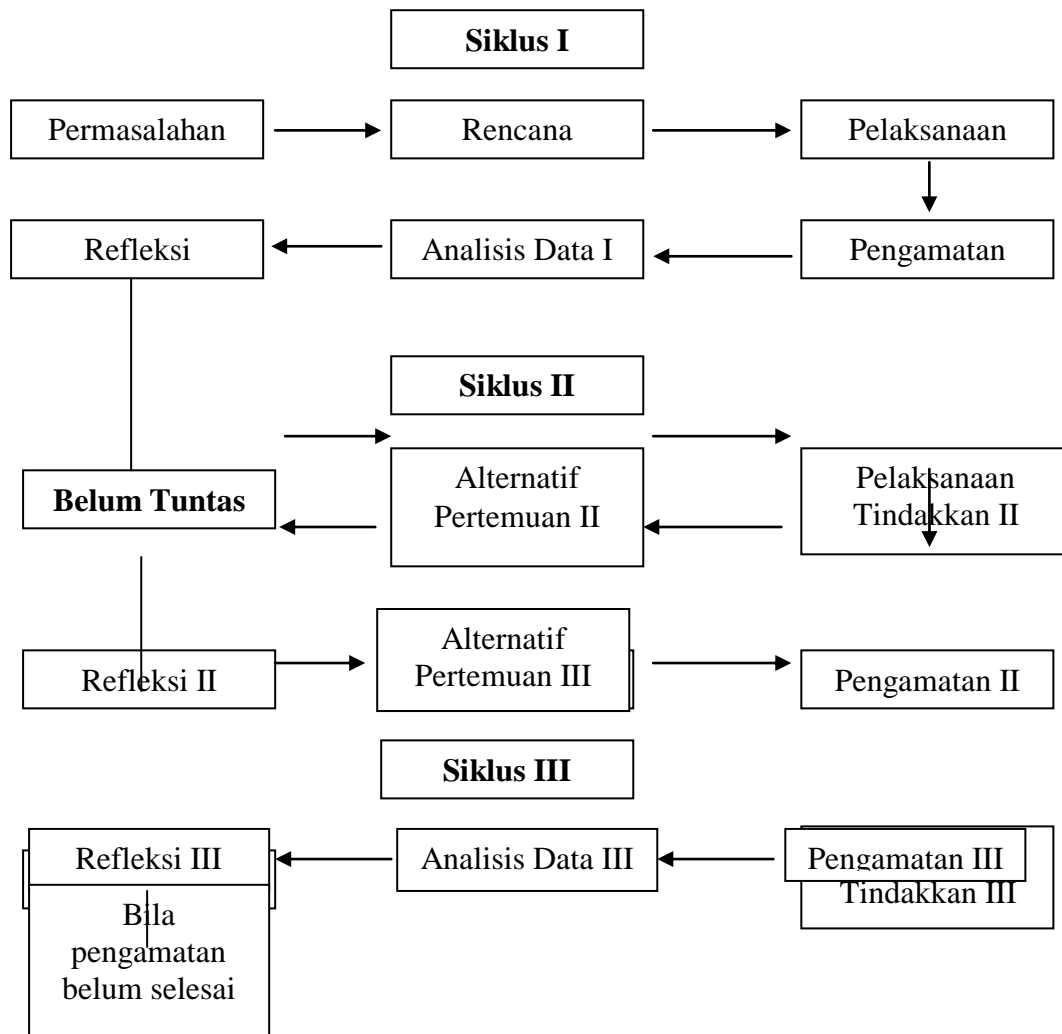 Siklus I
Permasalahan
Rencana
Pelaksanaan
Refleksi
Analisis Data I
Pengamatan
Siklus II
Belum Tuntas
Alternatif
Pertemuan II
Pelaksanaan
Tindakkan II
Refleksi II
Alternatif
Pertemuan III
Pengamatan II
Siklus III
Refleksi III
Analisis Data III
Pengamatan III
Tindakkan III
Bila
pengamatan
belum selesai